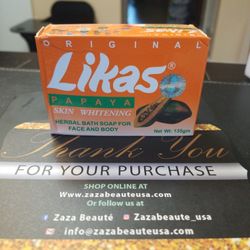 ORIGINAL
Likas®
PAPAYA
SKIN WHITENING
HERBAL BATH SOAP FOR
FACE AND BODY
Net Wt: 135gm
Thank You
FOR YOUR PURCHASE
SHOP ONLINE AT
www.zazabeauteusa.com
Or follow us at
Zaza Beauté
Zazabeaute_usa
info@zazabeauteusa.com